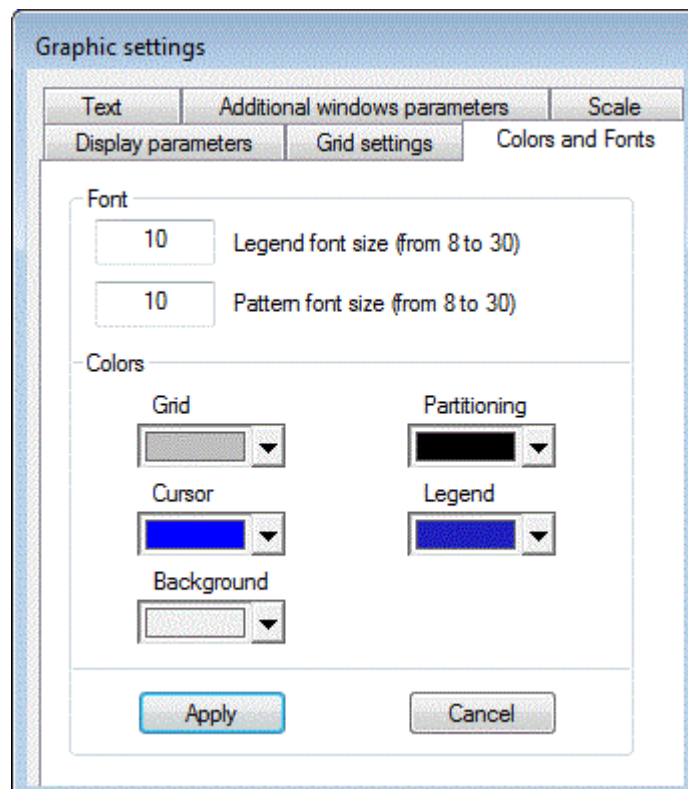 Graphic settings
Text Additional windows parameters Scale
Display parameters Grid settings Colors and Fonts
Font
10 Legend font size (from 8 to 30)
10 Pattern font size (from 8 to 30)
Colors
Grid Partitioning
Cursor Legend
Background
Apply Cancel